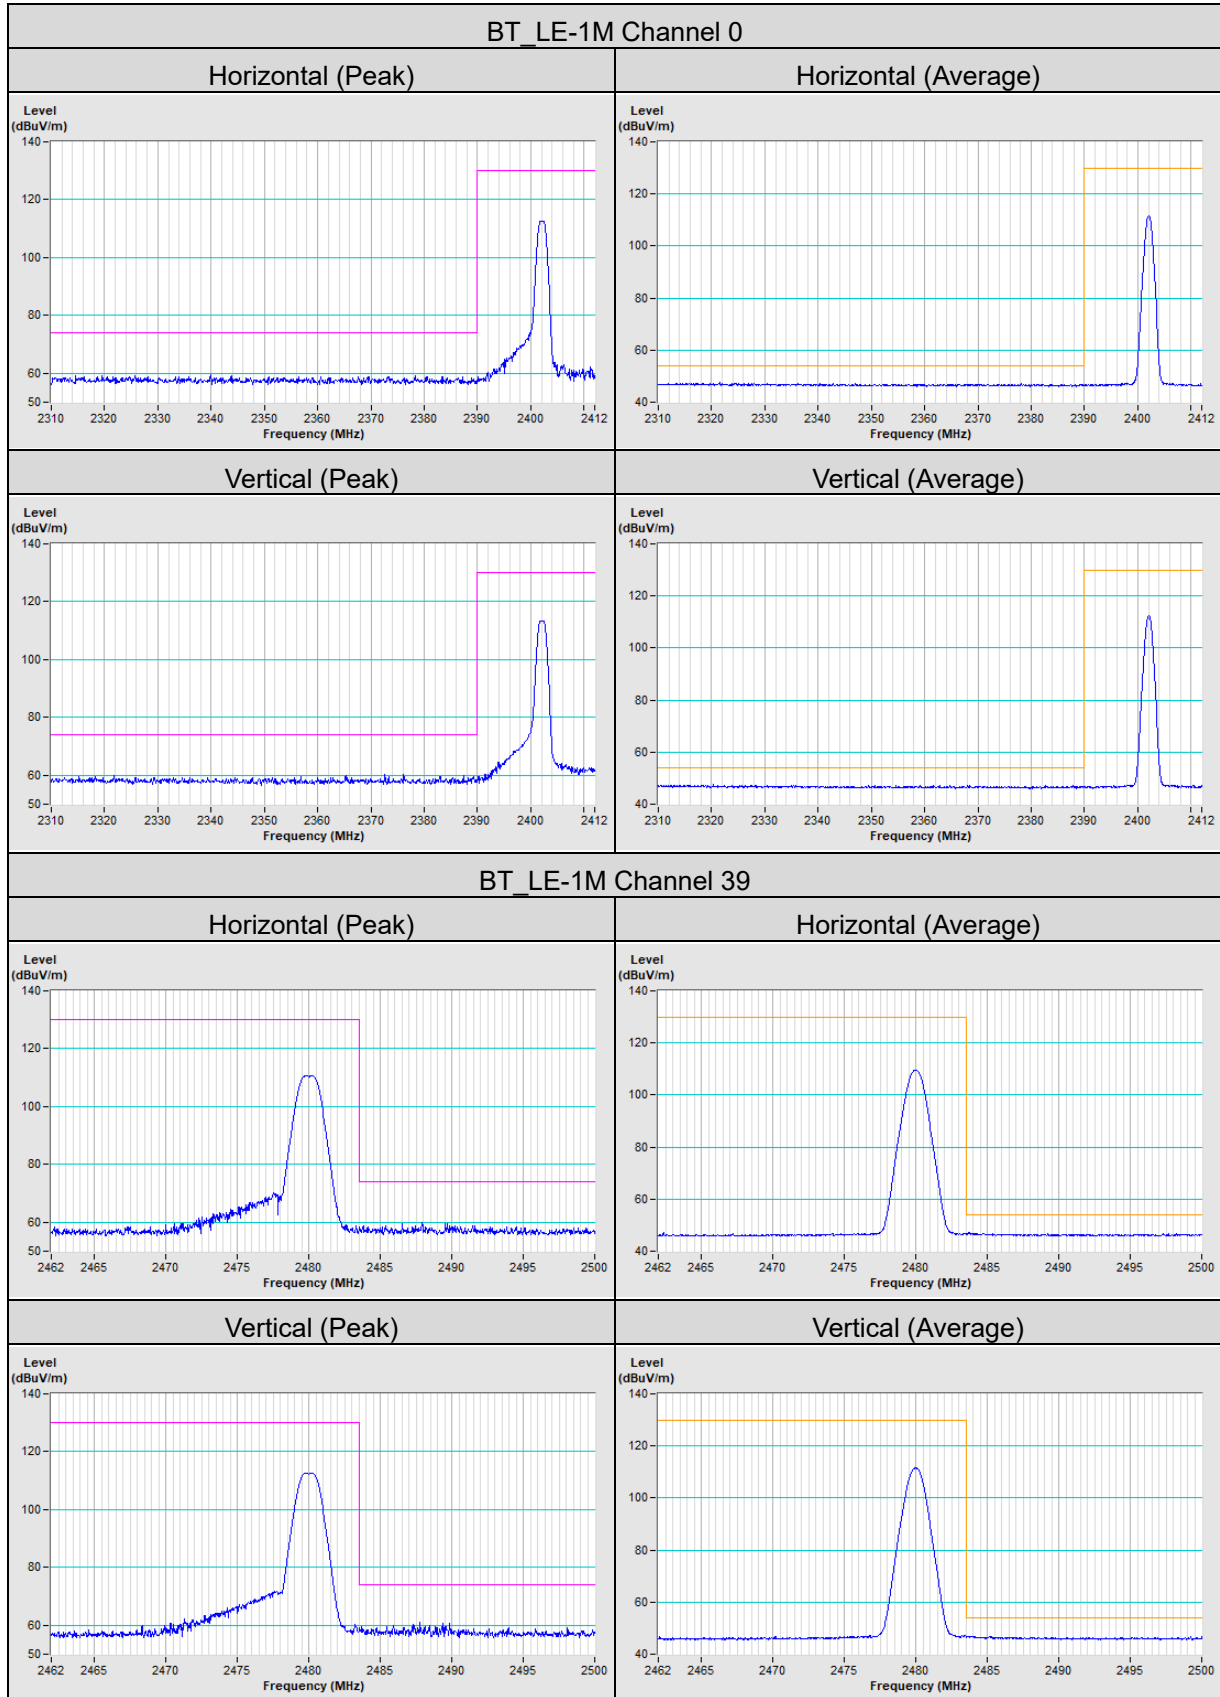 BT_LE-1M Channel 0
Horizontal (Peak) Horizontal (Average)
Level
(dBuV/m)
140
120
100
80
60
50
2310 2320 2330 2340 2350 2360 2370 2380 2390 2400 2412
Frequency (MHz)
Level
(dBuV/m)
140
120
100
80
60
40
2310 2320 2330 2340 2350 2360 2370 2380 2390 2400 2412
Frequency (MHz)
Vertical (Peak) Vertical (Average)
Level
(dBuV/m)
140
120
100
80
60
50
2310 2320 2330 2340 2350 2360 2370 2380 2390 2400 2412
Frequency (MHz)
Level
(dBuV/m)
140
120
100
80
60
40
2310 2320 2330 2340 2350 2360 2370 2380 2390 2400 2412
Frequency (MHz)
BT_LE-1M Channel 39
Horizontal (Peak) Horizontal (Average)
Level
(dBuV/m)
140
120
100
80
60
50
2462 2465 2470 2475 2480 2485 2490 2495 2500
Frequency (MHz)
Level
(dBuV/m)
140
120
100
80
60
40
2462 2465 2470 2475 2480 2485 2490 2495 2500
Frequency (MHz)
Vertical (Peak) Vertical (Average)
Level
(dBuV/m)
140
120
100
80
60
50
2462 2465 2470 2475 2480 2485 2490 2495 2500
Frequency (MHz)
Level
(dBuV/m)
140
120
100
80
60
40
2462 2465 2470 2475 2480 2485 2490 2495 2500
Frequency (MHz)